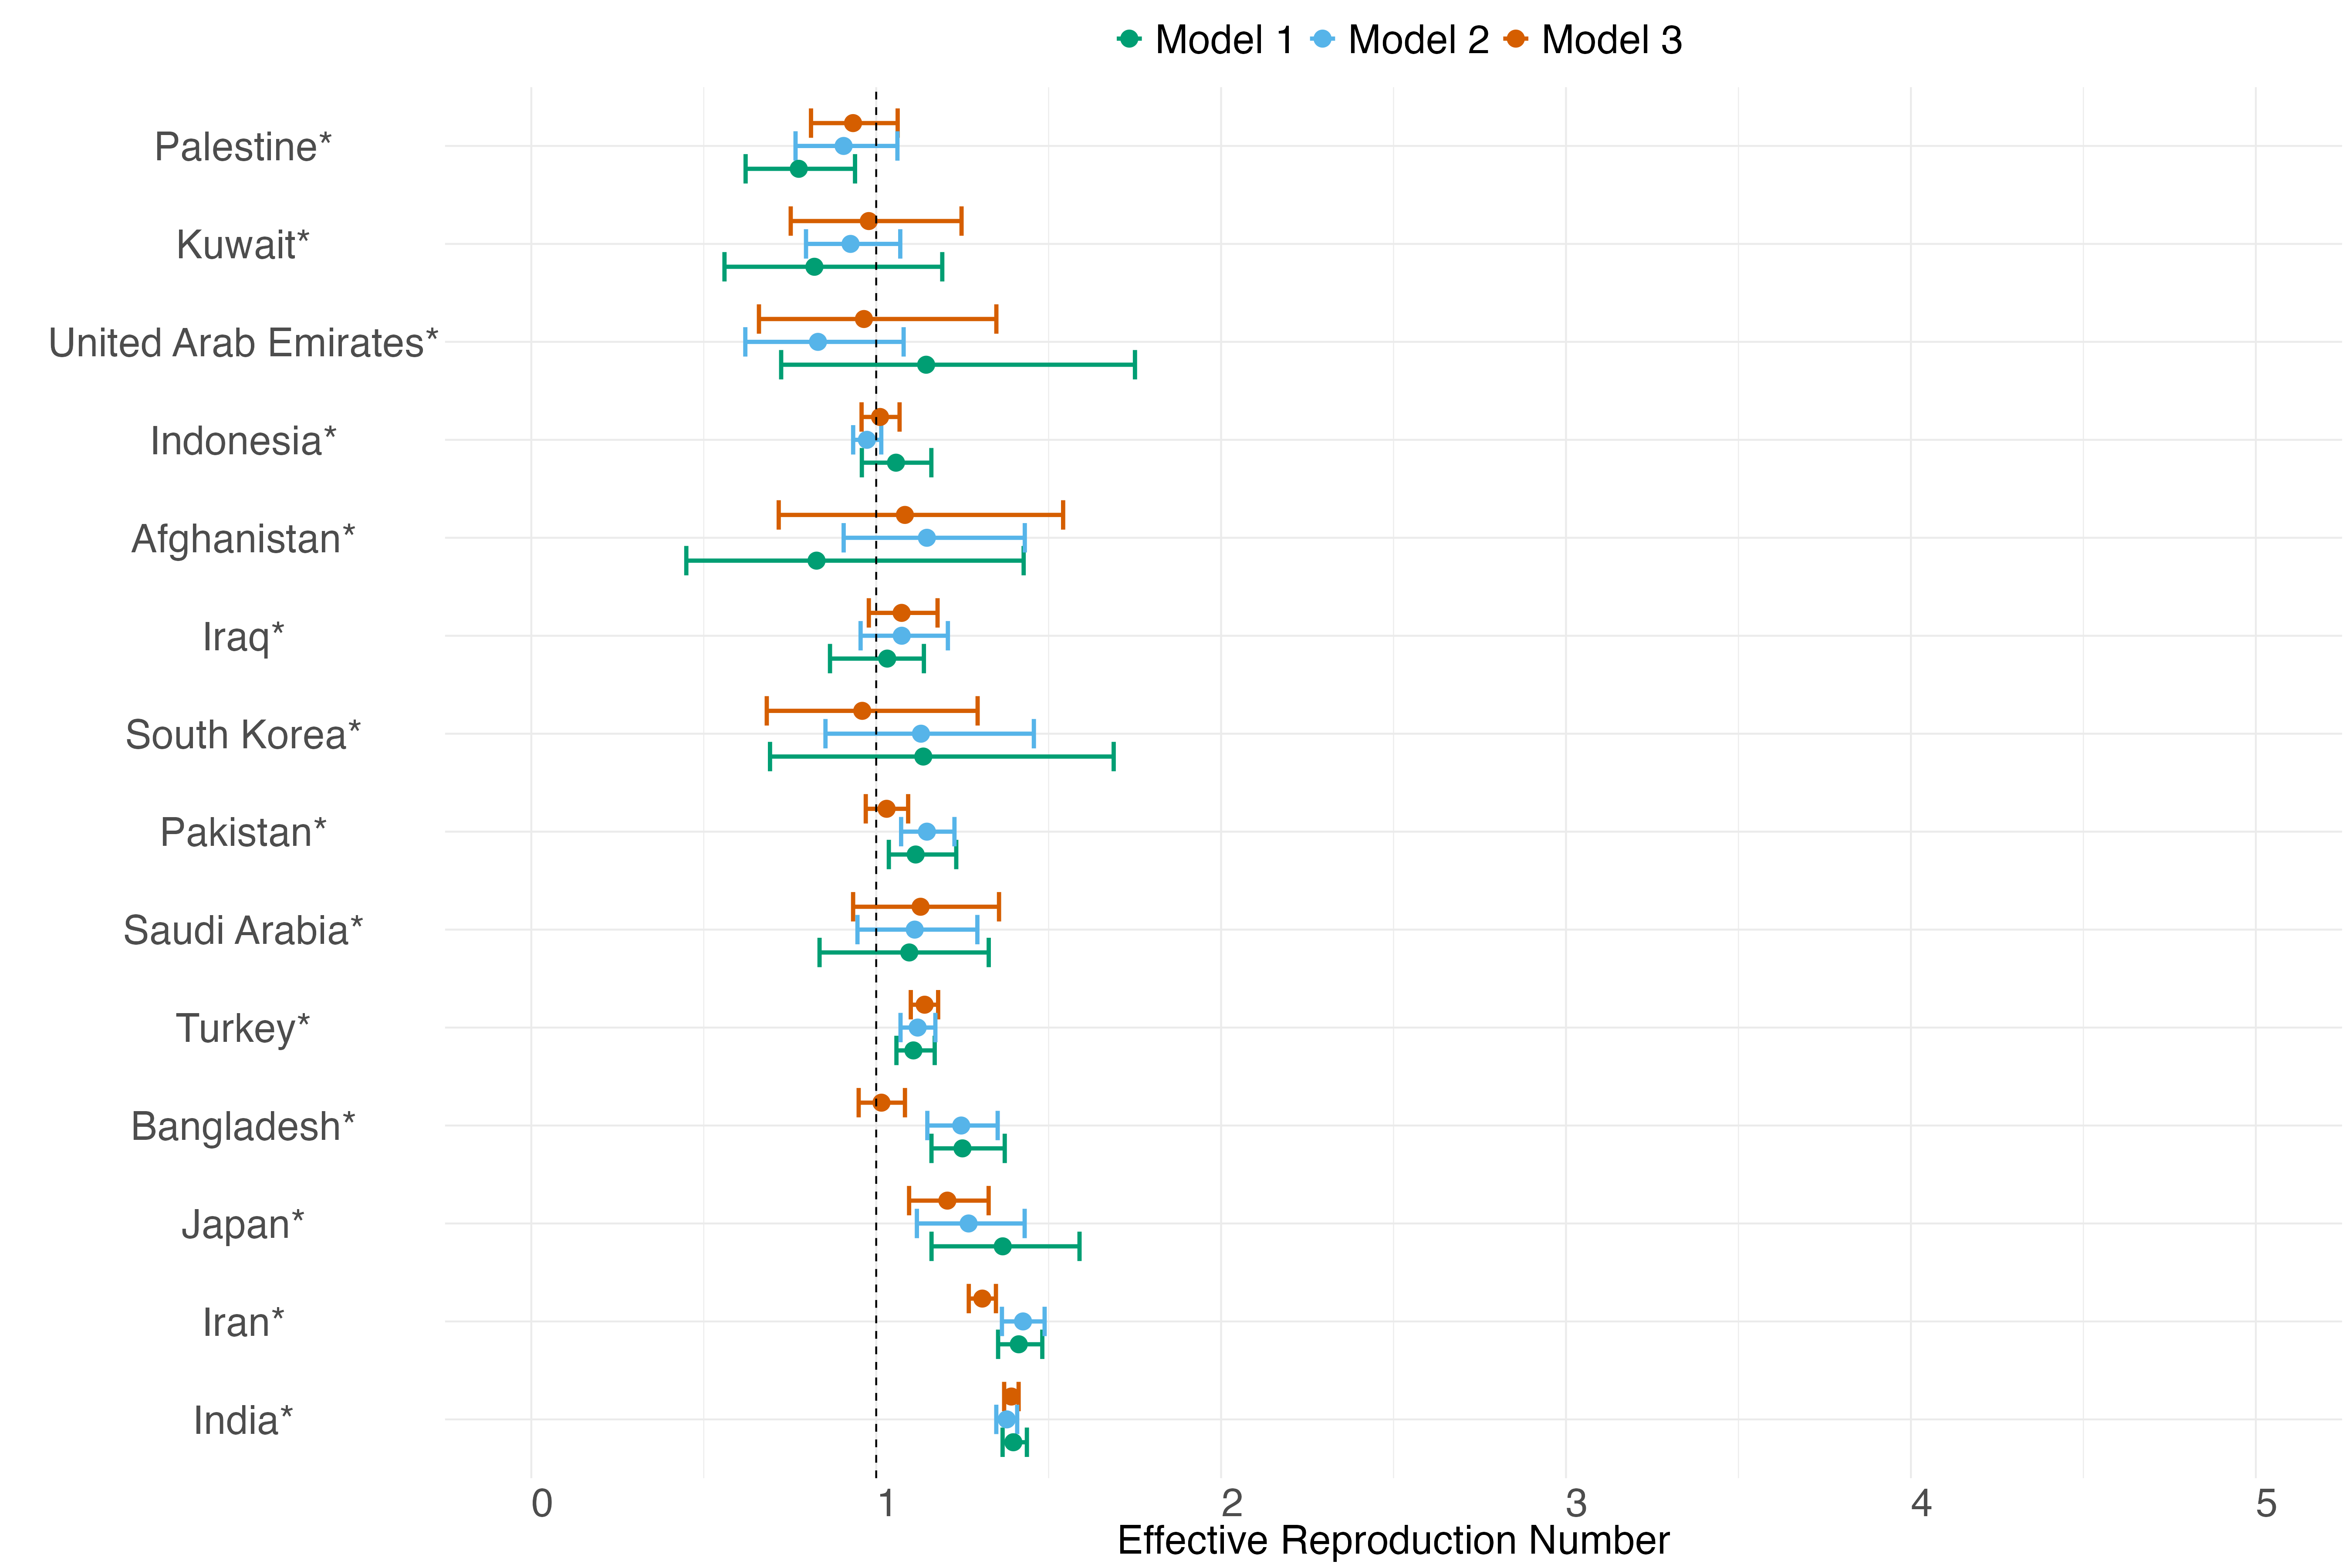 Model 1 Model 2 Model 3
Palestine*
Kuwait*
United Arab Emirates*
Indonesia*
Afghanistan*
Iraq*
South Korea*
Pakistan*
Saudi Arabia*
Turkey*
Bangladesh*
Japan*
Iran*
India*
0 1 2 3 4 5
Effective Reproduction Number